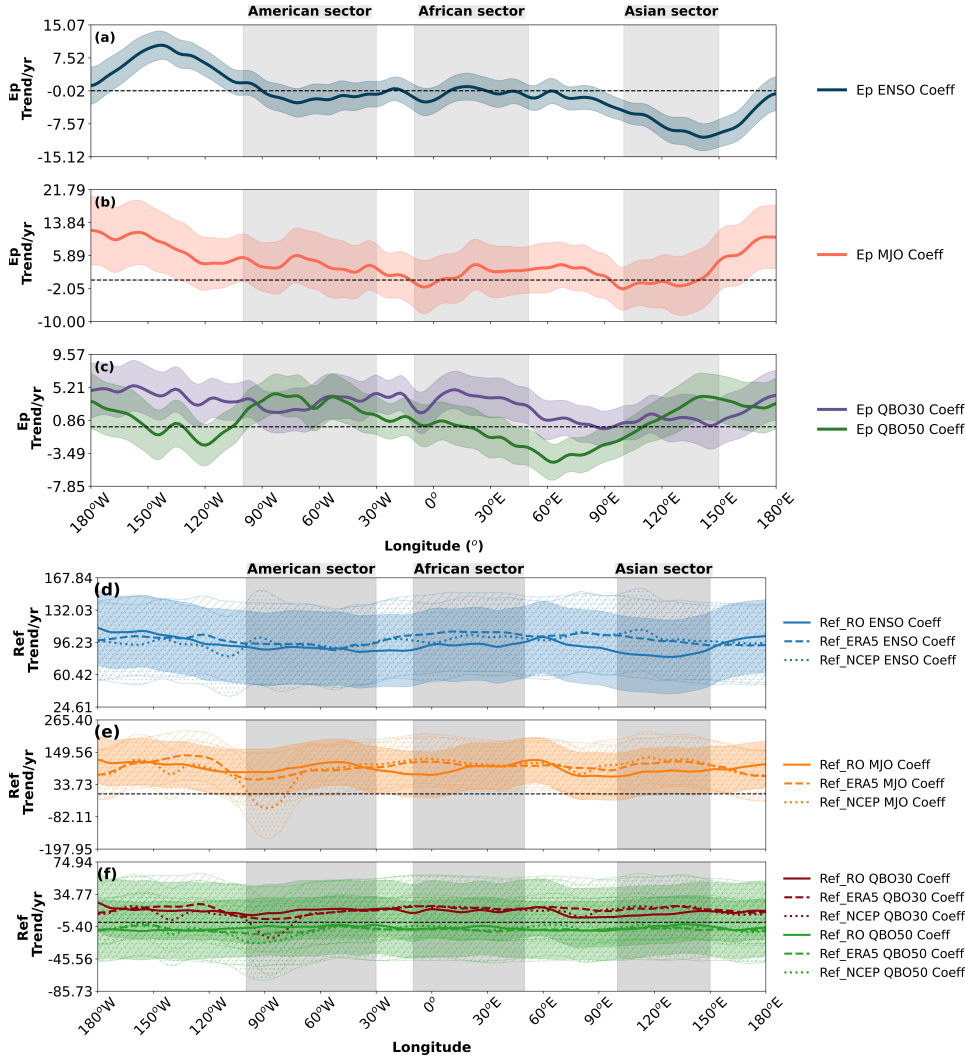 American sector African sector Asian sector
(a)
15.07
7.52
-0.02
-7.57
-15.12
Ep
Trend/yr
Ep ENSO Coeff
(b)
21.79
13.84
5.89
-2.05
-10.00
Ep
Trend/yr
Ep MJO Coeff
(c)
9.57
5.21
0.86
-3.49
-7.85
Ep
Trend/yr
Ep QBO30 Coeff
Ep QBO50 Coeff
180°W 150°W 120°W 90°W 60°W 30°W 0° 30°E 60°E 90°E 120°E 150°E 180°E
Longitude (°)
American sector African sector Asian sector
(d)
167.84
132.03
96.23
60.42
24.61
Ref
Trend/yr
Ref_RO ENSO Coeff
Ref_ERA5 ENSO Coeff
Ref_NCEP ENSO Coeff
(e)
265.40
149.56
33.73
-82.11
-197.95
Ref
Trend/yr
Ref_RO MJO Coeff
Ref_ERA5 MJO Coeff
Ref_NCEP MJO Coeff
(f)
74.94
34.77
-5.40
-45.56
-85.73
Ref
Trend/yr
Ref_RO QBO30 Coeff
Ref_ERA5 QBO30 Coeff
Ref_NCEP QBO30 Coeff
Ref_RO QBO50 Coeff
Ref_ERA5 QBO50 Coeff
Ref_NCEP QBO50 Coeff
180°W 150°W 120°W 90°W 60°W 30°W 0° 30°E 60°E 90°E 120°E 150°E 180°E
Longitude